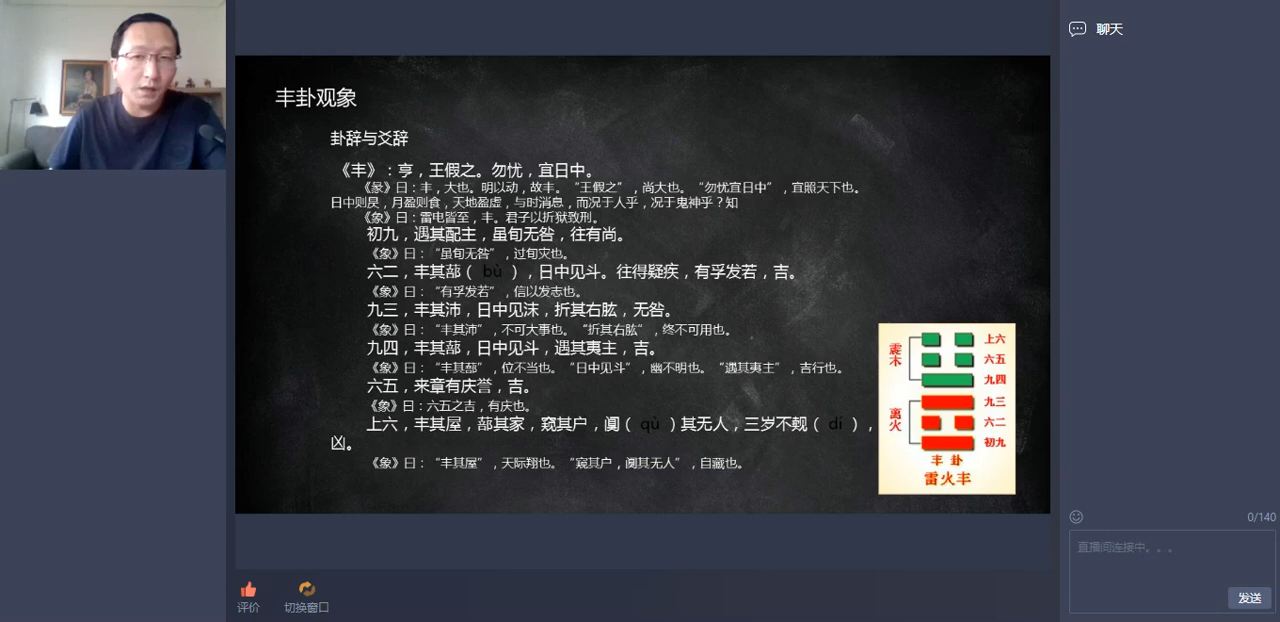 聊天
丰卦观象
卦辞与爻辞
《丰》：亨，王假之。勿忧，宜日中。
《彖》曰：丰，大也。明以动，故丰。“王假之”，尚大也。“勿忧宜日中”，宜照天下也。
日中则昃，月盈则食，天地盈虚，与时消息，而况于人乎，况于鬼神乎？知
《象》曰：雷电皆至，丰。君子以折狱致刑。
初九，遇其配主，虽旬无咎，往有尚。
《象》曰：“虽旬无咎”，过旬灾也。
六二，丰其蔀（ bù ），日中见斗。往得疑疾，有孚发若，吉。
《象》曰：“有孚发若”，信以发志也。
九三，丰其沛，日中见沬，折其右肱，无咎。
《象》曰：“丰其沛”，不可大事也。“折其右肱”，终不可用也。
九四，丰其蔀，日中见斗，遇其夷主，吉。
《象》曰：“丰其蔀”，位不当也。“日中见斗”，幽不明也。“遇其夷主”，吉行也。
六五，来章有庆誉，吉。
《象》曰：六五之吉，有庆也。
上六，丰其屋，蔀其家，窥其户，阒（ qù ）其无人，三岁不觌（ dí ），
凶。
《象》曰：“丰其屋”，天际翔也。“窥其户，阒其无人”，自藏也。
震木
上六
六五
九四
离火
九三
六二
初九
丰 卦
雷火丰
0/140
直播间连接中。。。
发送
评价
切换窗口